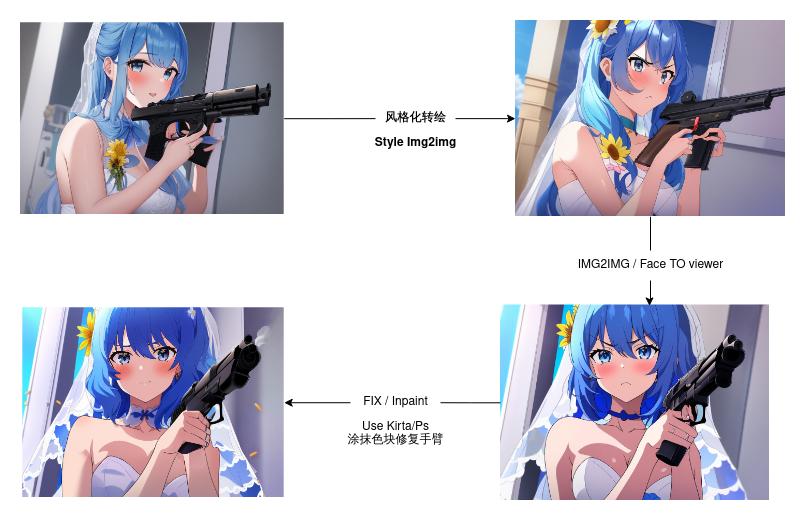 风格化转绘
Style Img2img
IMG2IMG / Face TO viewer
FIX / Inpaint
Use Kirta/Ps
涂抹色块修复手臂